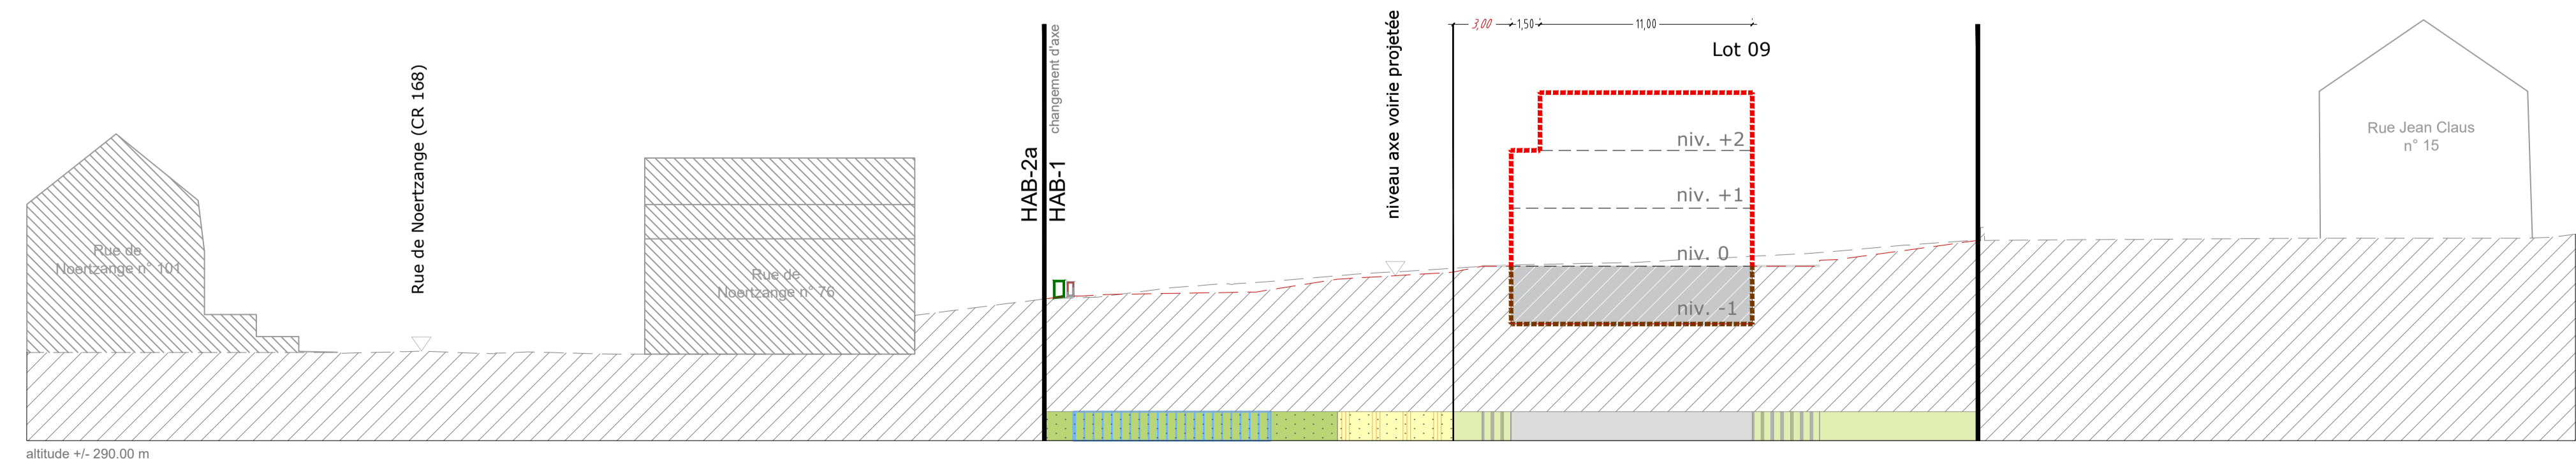 Rue de
Noertzange n° 101
Rue de Noertzange (CR 168)
Rue de
Noertzange n° 76
HAB-2a
HAB-1
changement d'axe
niveau axe voirie projetée
3,00 1,50 11,00
Lot 09
niv. +2
niv. +1
niv. 0
niv. -1
Rue Jean Claus
n° 15
altitude +/- 290.00 m